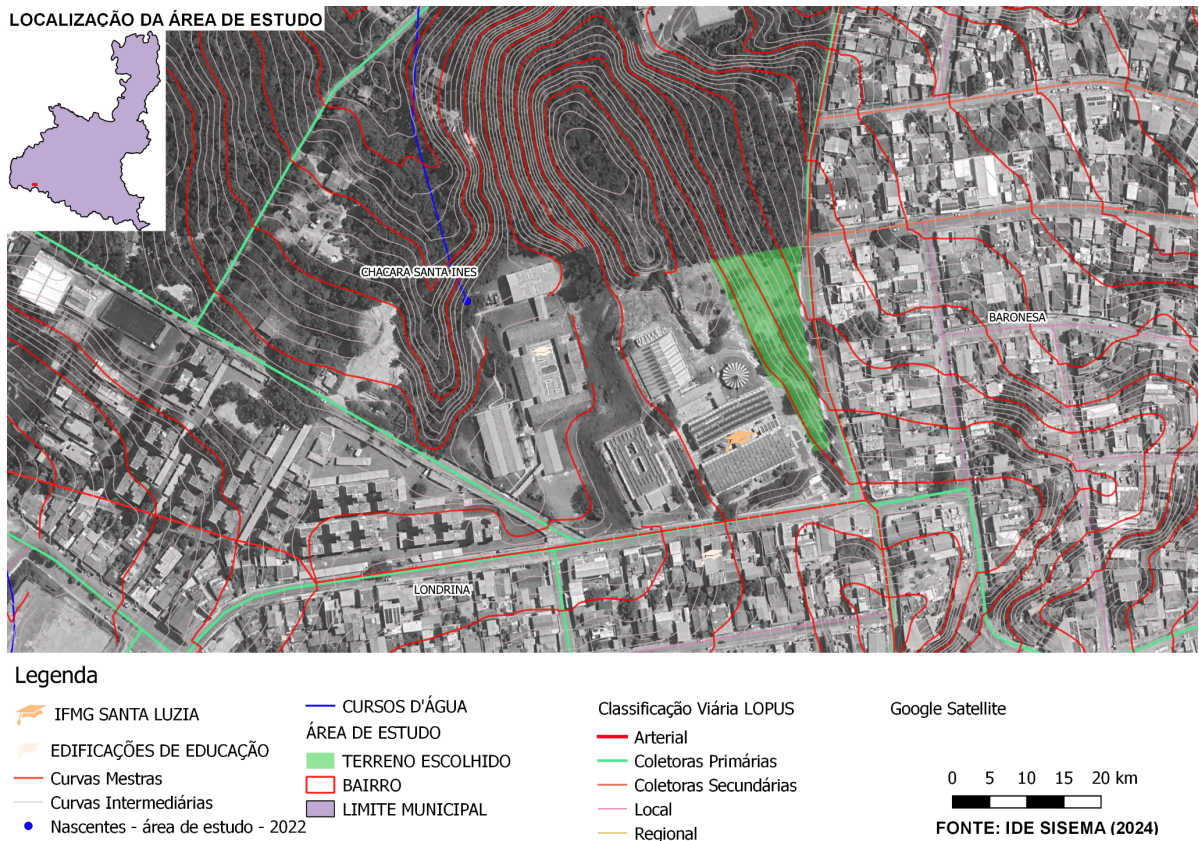 LOCALIZAÇÃO DA ÁREA DE ESTUDO
CHACARA SANTA INES
BARONESA
LONDRINA
Legenda
IFMG SANTA LUZIA
EDIFICAÇÕES DE EDUCAÇÃO
Curvas Mestras
Curvas Intermediárias
Nascentes - área de estudo - 2022
CURSOS D'ÁGUA
ÁREA DE ESTUDO
TERRENO ESCOLHIDO
BAIRRO
LIMITE MUNICIPAL
Classificação Viária LOPUS
Arterial
Coletoras Primárias
Coletoras Secundárias
Local
Regional
Google Satellite
0 5 10 15 20 km
FONTE: IDE SISEMA (2024)